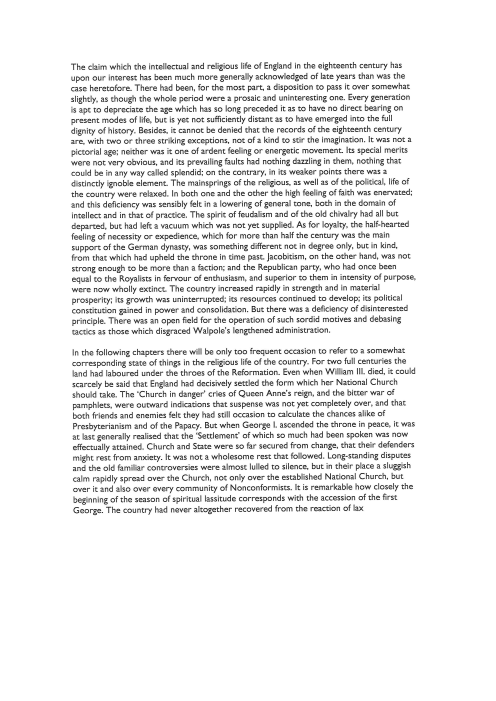 The claim which the intellectual and religious life of England in the eighteenth century has
upon our interest has been much more generally acknowledged of late years than was the
case heretofore. There had been, for the most part, a disposition to pass it over somewhat
slightly, as though the whole period were a prosaic and uninteresting one. Every generation
is apt to depreciate the age which has so long preceded it as to have no direct bearing on
present modes of life, but is yet not sufficiently distant as to have emerged into the full
dignity of history. Besides, it cannot be denied that the records of the eighteenth century
are, with two or three striking exceptions, not of a kind to stir the imagination. It was not a
pictorial age; neither was it one of ardent feeling or energetic movement. Its special merits
were not very obvious, and its prevailing faults had nothing dazzling in them, nothing that
could be in any way called splendid; on the contrary, in its weaker points there was a
distinctly ignoble element. The mainsprings of the religious, as well as of the political, life of
the country were relaxed. In both one and the other the high feeling of faith was enervated;
and this deficiency was sensibly felt in a lowering of general tone, both in the domain of
intellect and in that of practice. The spirit of feudalism and of the old chivalry had all but
departed, but had left a vacuum which was not yet supplied. As for loyalty, the half-hearted
feeling of necessity or expedience, which for more than half the century was the main
support of the German dynasty, was something different not in degree only, but in kind,
from that which had upheld the throne in time past. Jacobitism, on the other hand, was not
strong enough to be more than a faction; and the Republican party, who had once been
equal to the Royalists in fervour of enthusiasm, and superior to them in intensity of purpose,
were now wholly extinct. The country increased rapidly in strength and in material
prosperity; its growth was uninterrupted; its resources continued to develop; its political
constitution gained in power and consolidation. But there was a deficiency of disinterested
principle. There was an open field for the operation of such sordid motives and debasing
tactics as those which disgraced Walpole's lengthened administration.
In the following chapters there will be only too frequent occasion to refer to a somewhat
corresponding state of things in the religious life of the country. For two full centuries the
land had laboured under the throes of the Reformation. Even when William III. died, it could
scarcely be said that England had decisively settled the form which her National Church
should take. The 'Church in danger' cries of Queen Anne's reign, and the bitter war of
pamphlets, were outward indications that suspense was not yet completely over, and that
both friends and enemies felt they had still occasion to calculate the chances alike of
Presbyterianism and of the Papacy. But when George I. ascended the throne in peace, it was
at last generally realised that the 'Settlement' of which so much had been spoken was now
effectually attained. Church and State were so far secured from change, that their defenders
might rest from anxiety. It was not a wholesome rest that followed. Long-standing disputes
and the old familiar controversies were almost lulled to silence, but in their place a sluggish
calm rapidly spread over the Church, not only over the established National Church, but
over it and also over every community of Nonconformists. It is remarkable how closely the
beginning of the season of spiritual lassitude corresponds with the accession of the first
George. The country had never altogether recovered from the reaction of lax